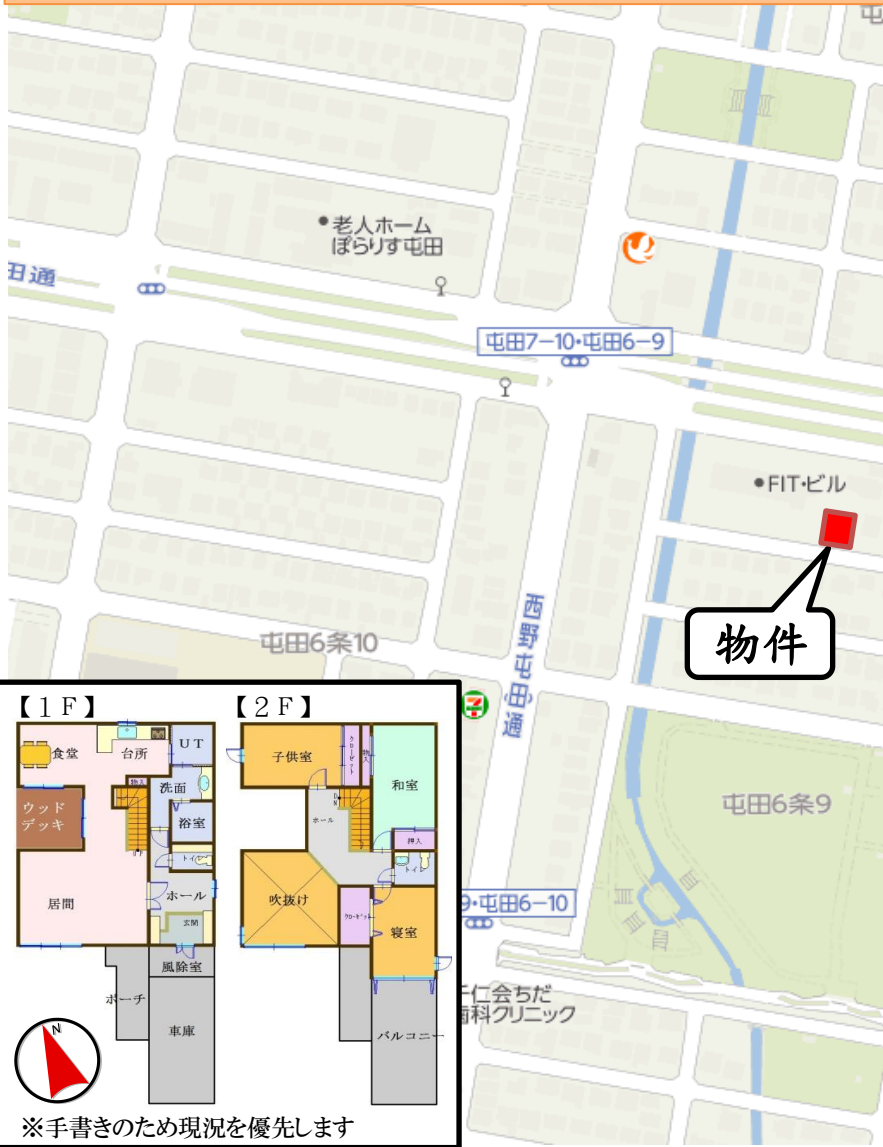 屯
老人ホーム
ぽらりす屯田
田通
屯田7-10・屯田6-9
•FIT・ビル
物件
西野屯田通
屯田6条10
屯田6条9
9・屯田6-10
千仁会ちだ
歯科クリニック
【1F】
食堂
台所
UT
物入
洗面
ウッド
デッキ
浴室
トイレ
居間
ホール
玄関
風除室
ポーチ
車庫
【2F】
子供室
クローゼット
物入
和室
DN
ホール
押入
トイレ
吹抜け
クローゼット
寝室
バルコニー
N
※手書きのため現況を優先します